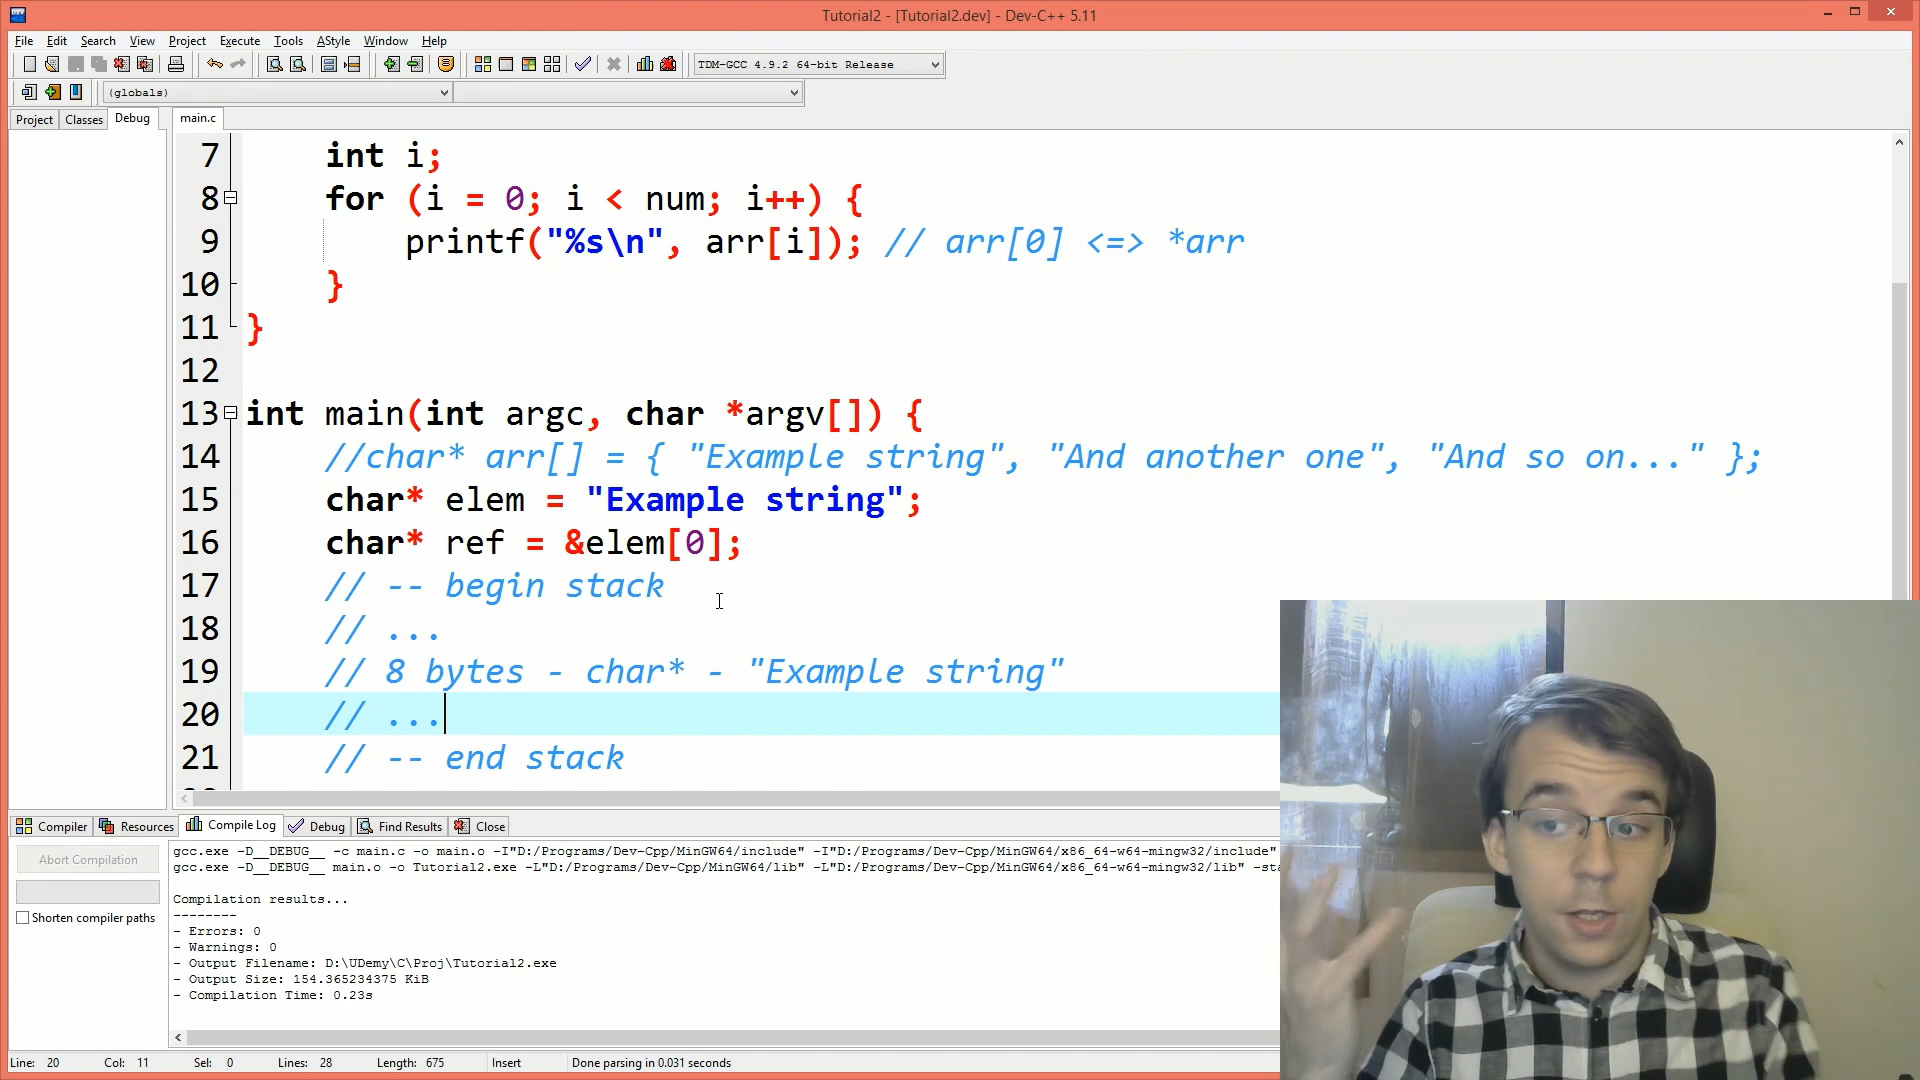 Tutorial2 - [Tutorial2.dev] - Dev-C++ 5.11
File Edit Search View Project Execute Tools AStyle Window Help
TDM-GCC 4.9.2 64-bit Release
(globals)
Project Classes Debug main.c
7 int i;
8 for (i = 0; i < num; i++) {
9 printf("%s\n", arr[i]); // arr[0] <=> *arr
10 }
11 }
12
13 int main(int argc, char *argv[]) {
14 //char* arr[] = { "Example string", "And another one", "And so on..." };
15 char* elem = "Example string";
16 char* ref = &elem[0];
17 // -- begin stack
18 // ...
19 // 8 bytes - char* - "Example string"
20 // ...
21 // -- end stack
Compiler Resources Compile Log Debug Find Results Close
Abort Compilation
Shorten compiler paths
gcc.exe -D__DEBUG__ -c main.c -o main.o -I"D:/Programs/Dev-Cpp/MinGW64/include" -I"D:/Programs/Dev-Cpp/MinGW64/x86_64-w64-mingw32/include"
gcc.exe -D__DEBUG__ main.o -o Tutorial2.exe -L"D:/Programs/Dev-Cpp/MinGW64/lib" -L"D:/Programs/Dev-Cpp/MinGW64/x86_64-w64-mingw32/lib" -sta
Compilation results...
--------
- Errors: 0
- Warnings: 0
- Output Filename: D:\UDemy\C\Proj\Tutorial2.exe
- Output Size: 154.365234375 KiB
- Compilation Time: 0.23s
Line: 20 Col: 11 Sel: 0 Lines: 28 Length: 675 Insert Done parsing in 0.031 seconds